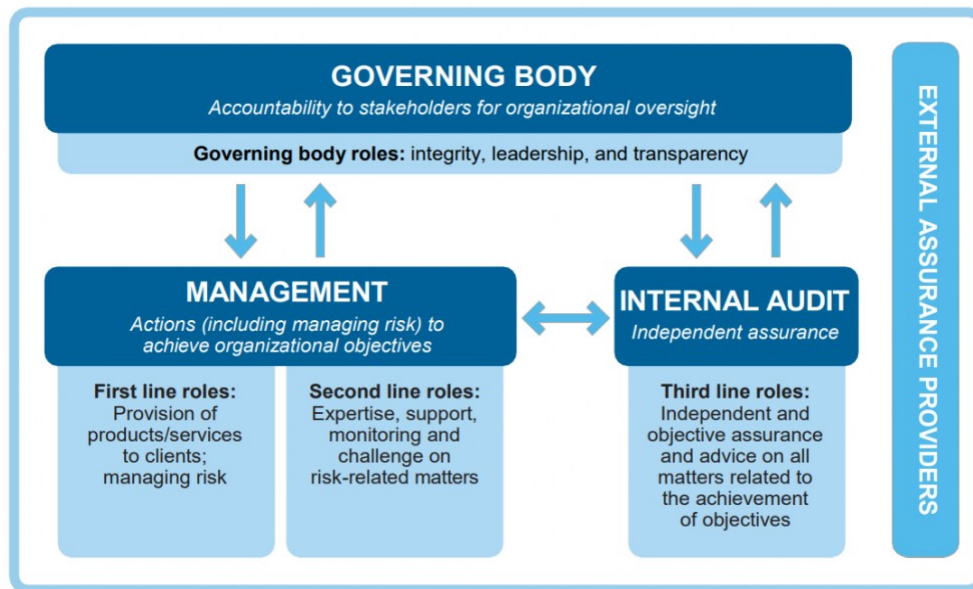 GOVERNING BODY
Accountability to stakeholders for organizational oversight
Governing body roles: integrity, leadership, and transparency
MANAGEMENT
Actions (including managing risk) to
achieve organizational objectives
First line roles:
Provision of
products/services
to clients;
managing risk
Second line roles:
Expertise, support,
monitoring and
challenge on
risk-related matters
INTERNAL AUDIT
Independent assurance
Third line roles:
Independent and
objective assurance
and advice on all
matters related to
the achievement
of objectives
EXTERNAL ASSURANCE PROVIDERS